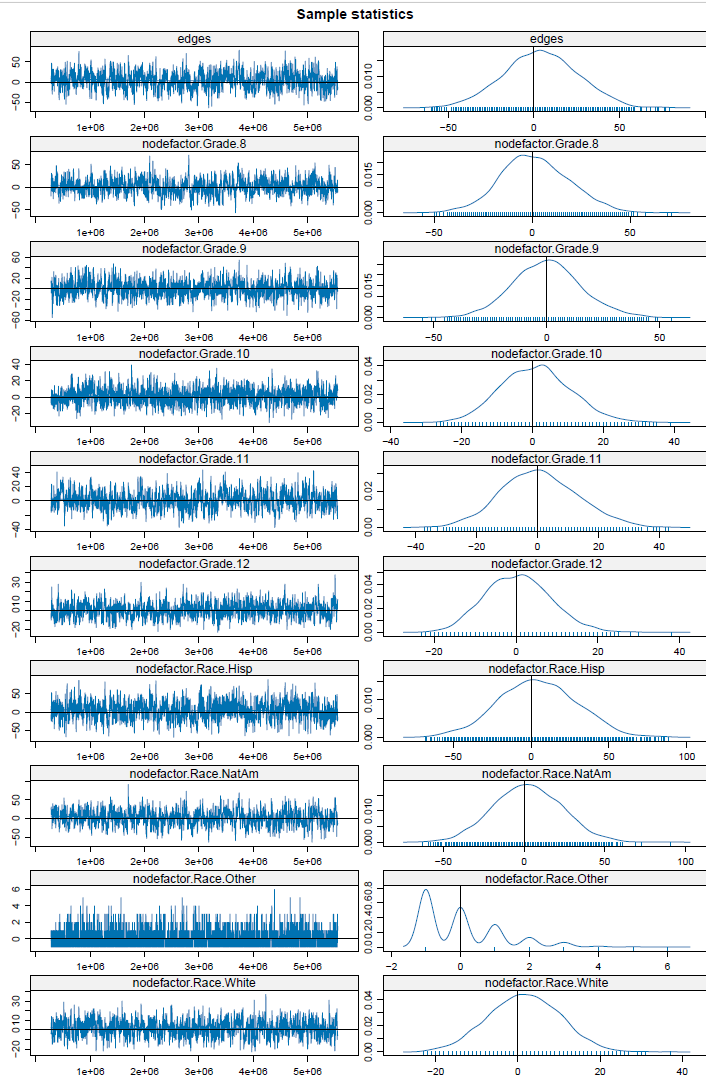 Sample statistics
edges
−50 0 50
1e+06 2e+06 3e+06 4e+06 5e+06
edges
0.000 0.010
−50 0 50
nodefactor.Grade.8
−50 0 50
1e+06 2e+06 3e+06 4e+06 5e+06
nodefactor.Grade.8
0.000 0.015
−50 0 50
nodefactor.Grade.9
−60 −20 20 60
1e+06 2e+06 3e+06 4e+06 5e+06
nodefactor.Grade.9
0.000 0.015
−50 0 50
nodefactor.Grade.10
−20 0 20 40
1e+06 2e+06 3e+06 4e+06 5e+06
nodefactor.Grade.10
0.00 0.02 0.04
−40 −20 0 20 40
nodefactor.Grade.11
−40 0 20 40
1e+06 2e+06 3e+06 4e+06 5e+06
nodefactor.Grade.11
0.00 0.02
−40 −20 0 20 40
nodefactor.Grade.12
−20 0 10 30
1e+06 2e+06 3e+06 4e+06 5e+06
nodefactor.Grade.12
0.00 0.02 0.04
−20 0 20 40
nodefactor.Race.Hisp
−50 0 50
1e+06 2e+06 3e+06 4e+06 5e+06
nodefactor.Race.Hisp
0.000 0.010
−50 0 50 100
nodefactor.Race.NatAm
−50 0 50
1e+06 2e+06 3e+06 4e+06 5e+06
nodefactor.Race.NatAm
0.000 0.010
−50 0 50 100
nodefactor.Race.Other
0 2 4 6
1e+06 2e+06 3e+06 4e+06 5e+06
nodefactor.Race.Other
0.0 0.2 0.4 0.6 0.8
−2 0 2 4 6
nodefactor.Race.White
−20 0 10 30
1e+06 2e+06 3e+06 4e+06 5e+06
nodefactor.Race.White
0.00 0.02 0.04
−20 0 20 40